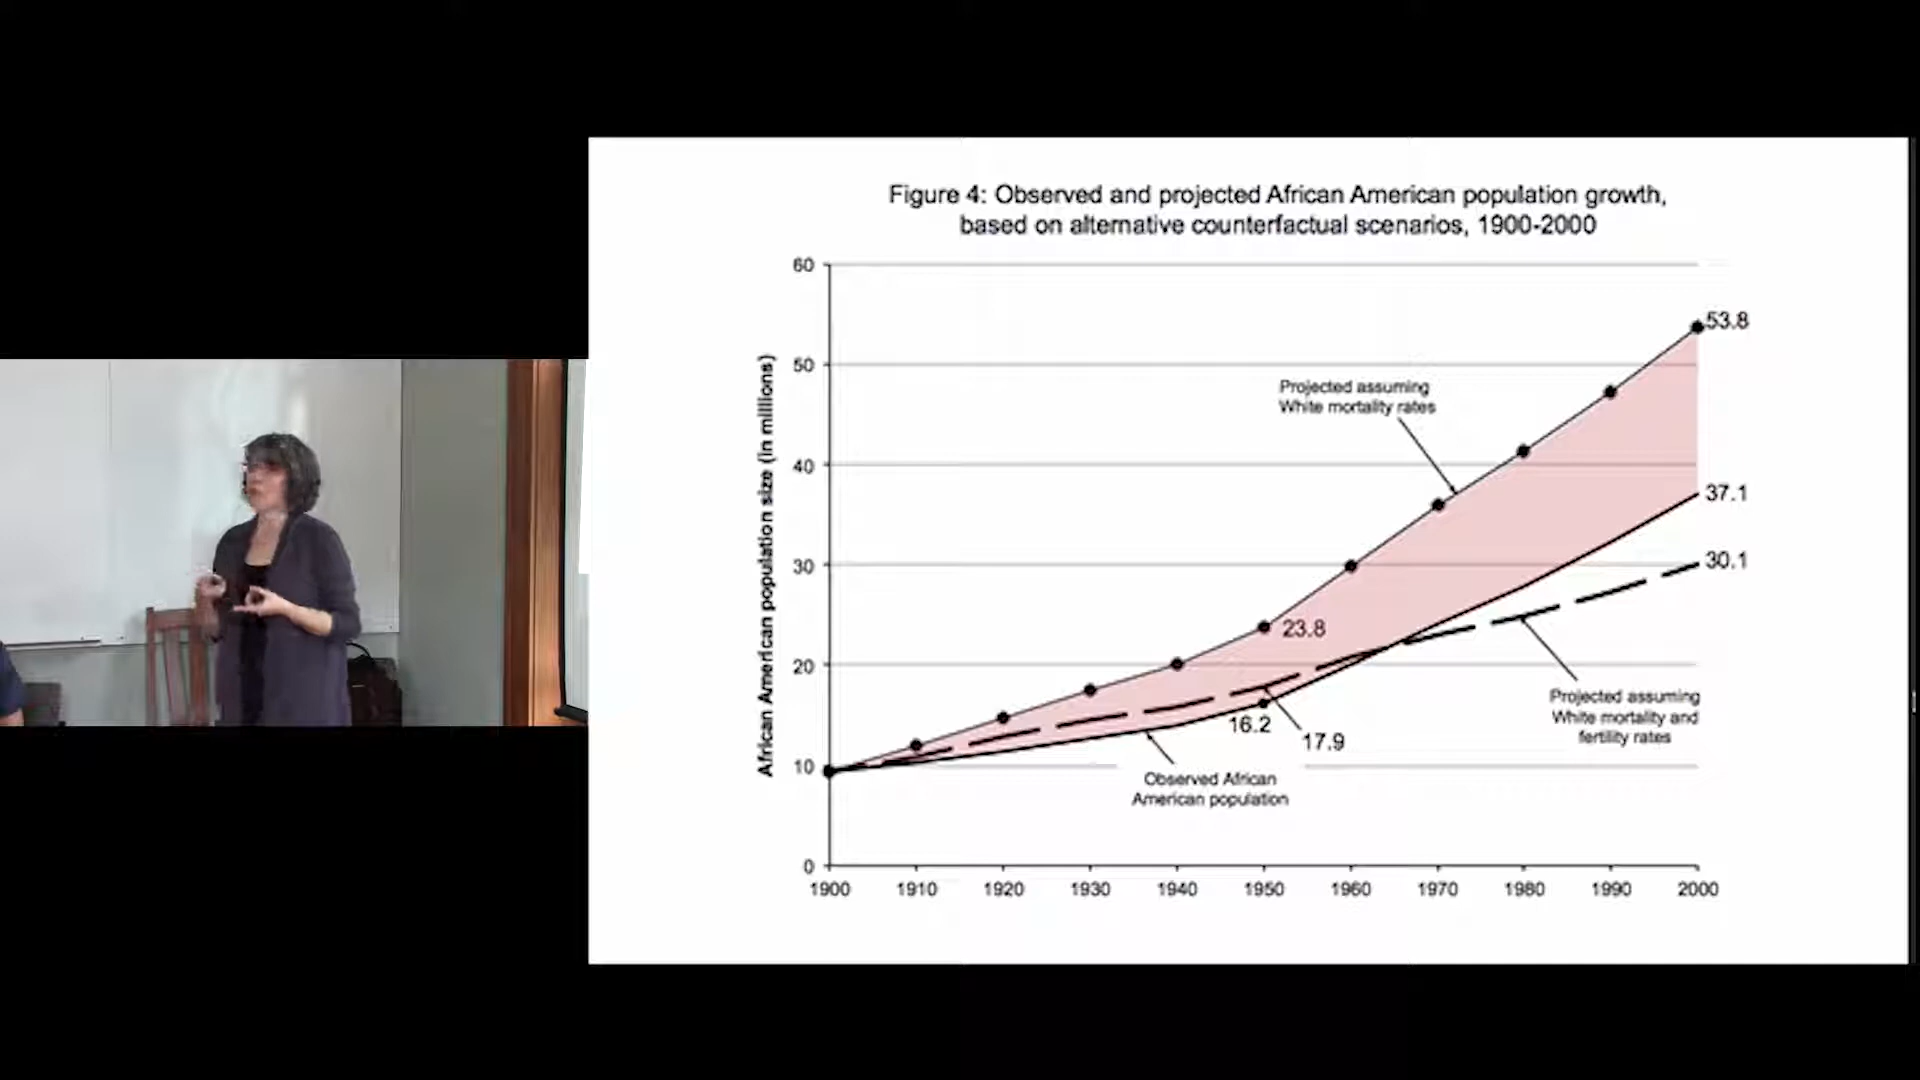 Figure 4: Observed and projected African American population growth,
based on alternative counterfactual scenarios, 1900-2000
African American population size (in millions)
60
50
40
30
20
10
0
1900 1910 1920 1930 1940 1950 1960 1970 1980 1990 2000
Projected assuming
White mortality rates
53.8
37.1
30.1
23.8
16.2
17.9
Observed African
American population
Projected assuming
White mortality and
fertility rates